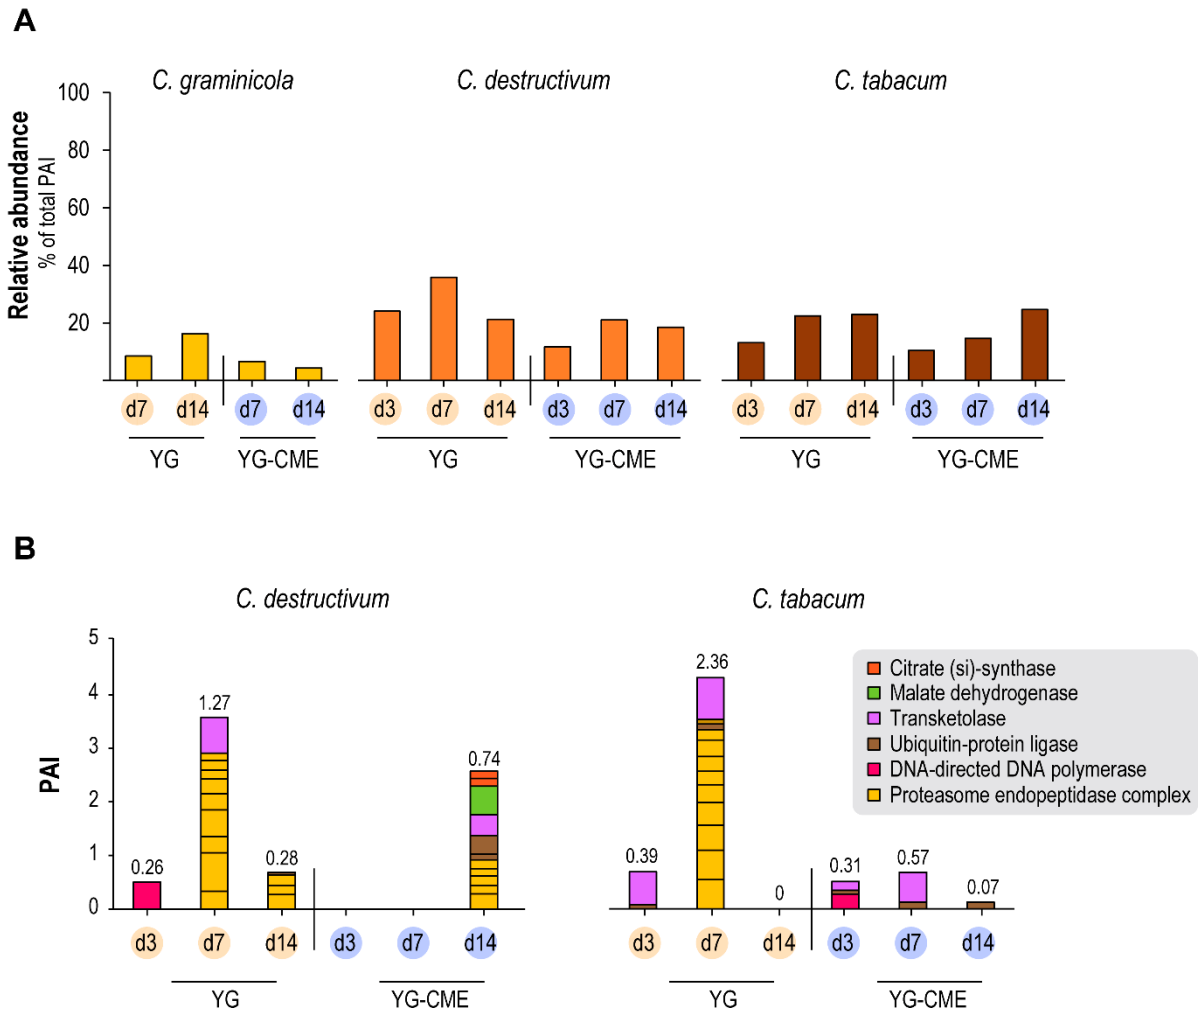 A
C. graminicola
C. destructivum
C. tabacum
Relative abundance
% of total PAI
100
80
60
40
20
d7 d14 d7 d14 d3 d7 d14 d3 d7 d14 d3 d7 d14 d3 d7 d14
YG YG-CME YG YG-CME YG YG-CME
B
C. destructivum
C. tabacum
PAI
5
4
3
2
1
0
0.26
1.27
0.28
0.74
0.39
2.36
0
0.31
0.57
0.07
Citrate (si)-synthase
Malate dehydrogenase
Transketolase
Ubiquitin-protein ligase
DNA-directed DNA polymerase
Proteasome endopeptidase complex
d3 d7 d14 d3 d7 d14 d3 d7 d14 d3 d7 d14
YG YG-CME YG YG-CME